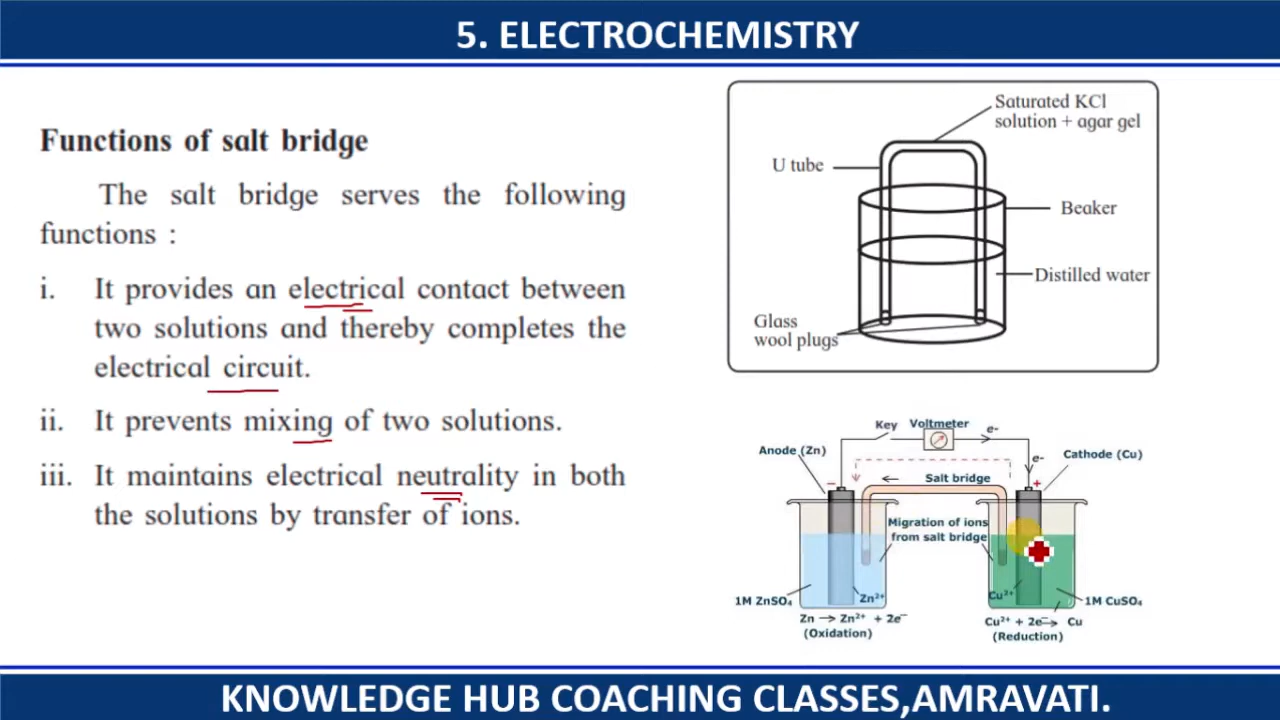 5. ELECTROCHEMISTRY
Functions of salt bridge
The salt bridge serves the following
functions :
i. It provides an electrical contact between
two solutions and thereby completes the
electrical circuit.
ii. It prevents mixing of two solutions.
iii. It maintains electrical neutrality in both
the solutions by transfer of ions.
Saturated KCl
solution + agar gel
U tube
Beaker
Distilled water
Glass
wool plugs
Key
Voltmeter
e-
Anode (Zn)
e-
Cathode (Cu)
–
+
Salt bridge
Migration of ions
from salt bridge
1M ZnSO₄
Zn²⁺
Cu²⁺
1M CuSO₄
Zn → Zn²⁺ + 2e⁻
(Oxidation)
Cu²⁺ + 2e⁻→ Cu
(Reduction)
KNOWLEDGE HUB COACHING CLASSES,AMRAVATI.